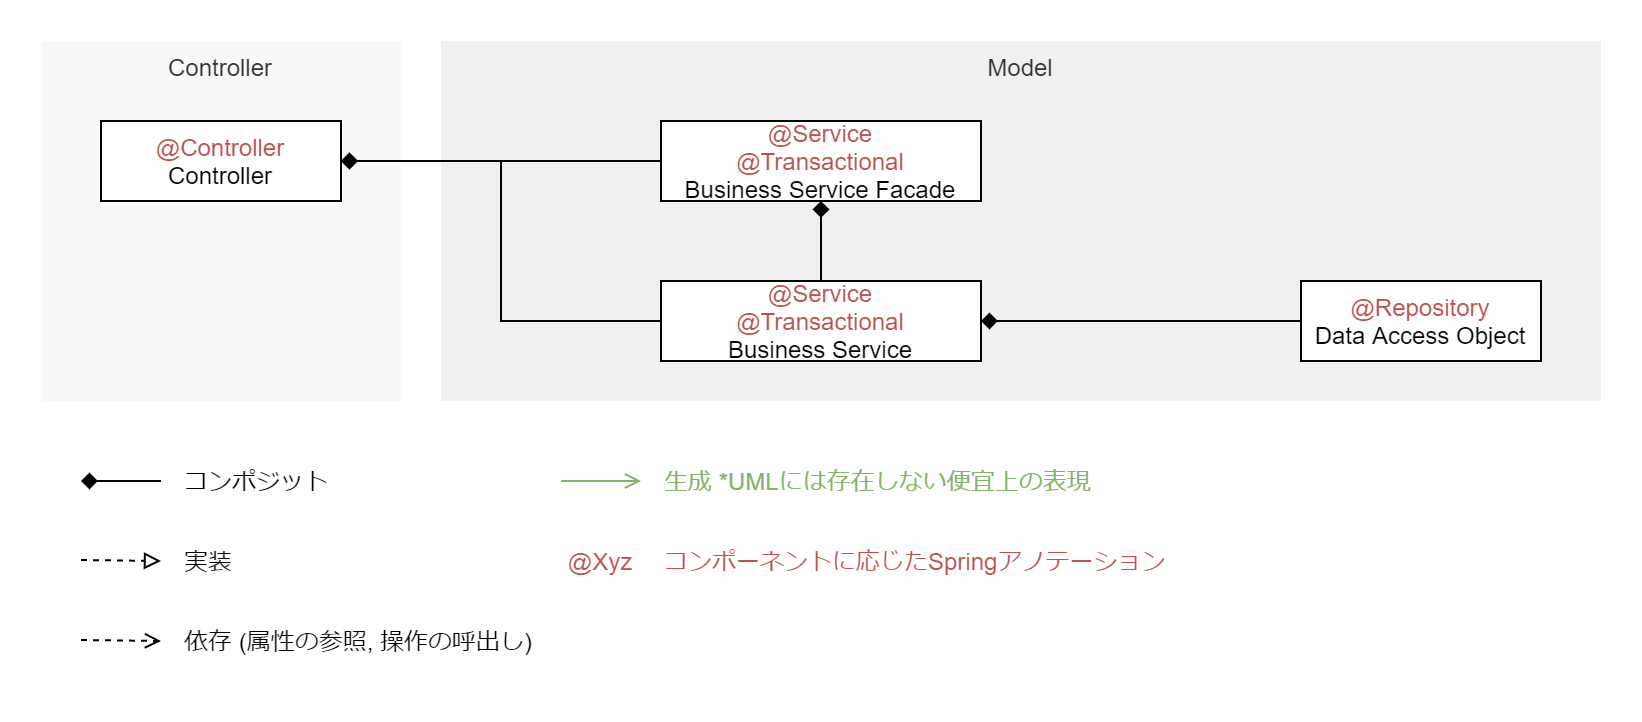 Controller
Model
@Controller
Controller
@Service
@Transactional
Business Service Facade
@Service
@Transactional
Business Service
@Repository
Data Access Object
コンポジット
生成 *UMLには存在しない便宜上の表現
実装
@Xyz コンポーネントに応じたSpringアノテーション
依存 (属性の参照, 操作の呼出し)